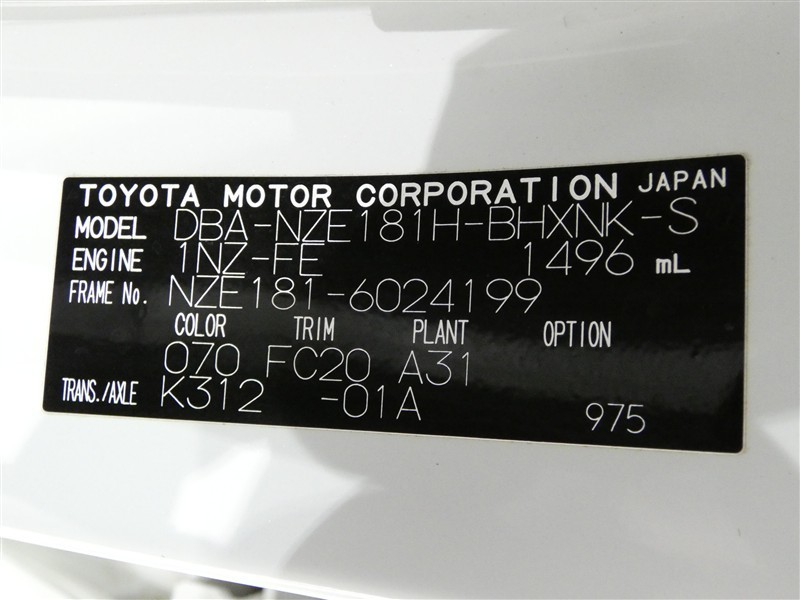 TOYOTA MOTOR CORPORATION JAPAN
MODEL DBA-NZE181H-BHXNK-S
ENGINE 1NZ-FE 1496 mL
FRAME No. NZE181-6024199
COLOR TRIM PLANT OPTION
070 FC20 A31
TRANS./AXLE K312 -01A 975